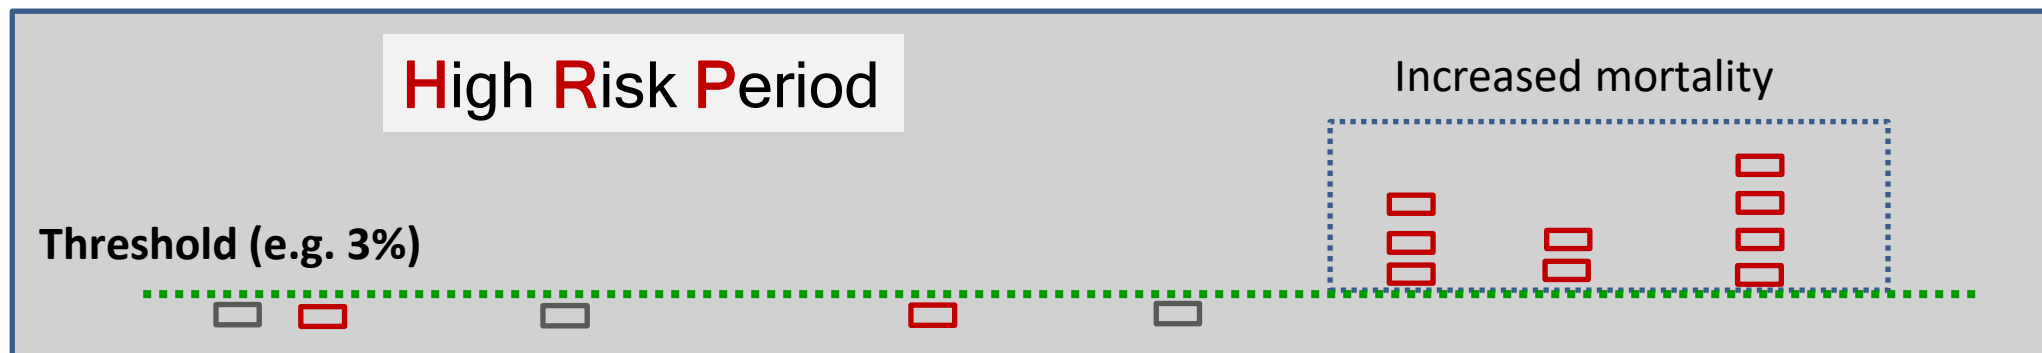 High Risk Period
Increased mortality
Threshold (e.g. 3%)